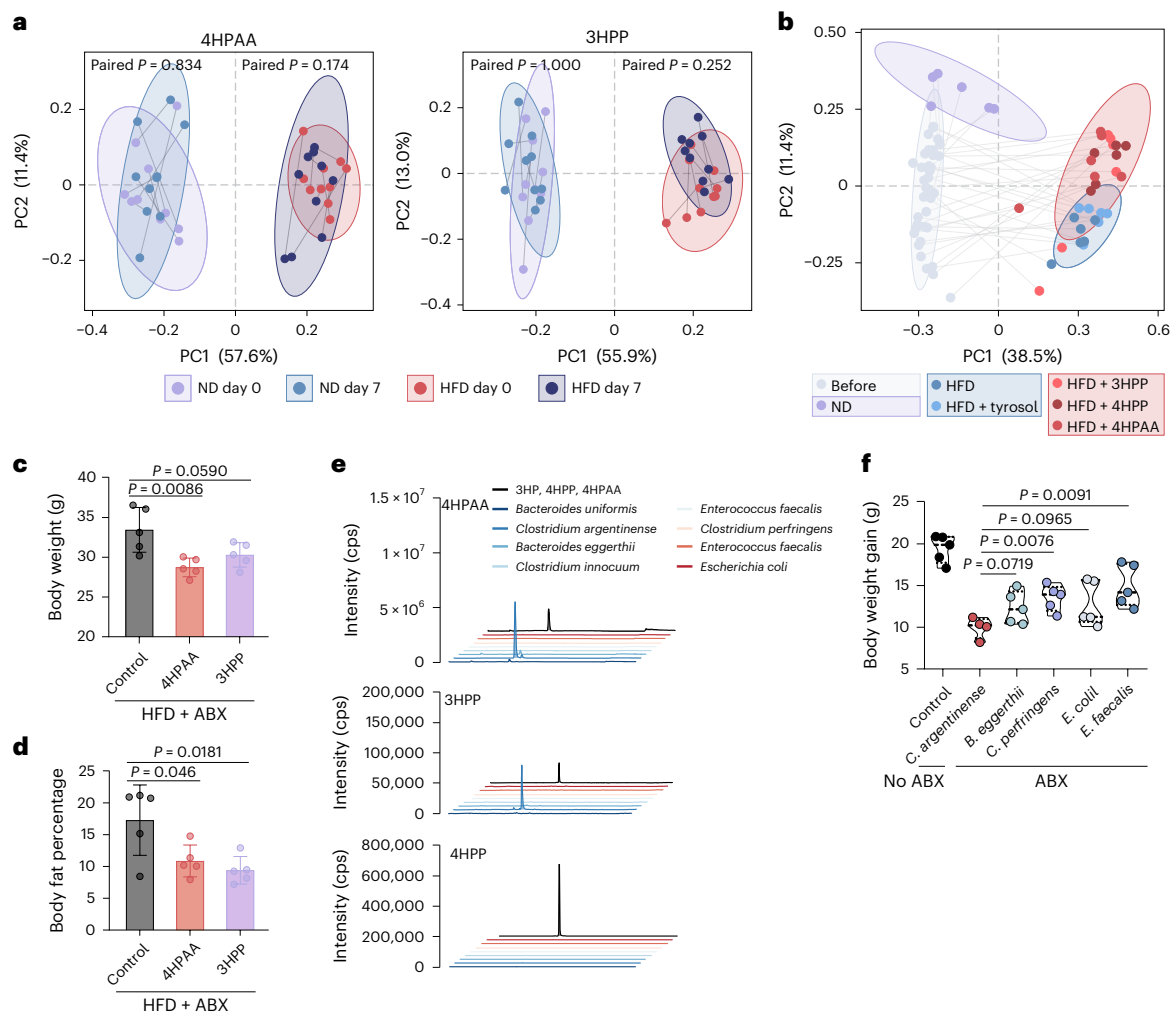 a
4HPAA
Paired P = 0.834
Paired P = 0.174
PC2 (11.4%)
0.2
0
−0.2
−0.4
−0.2
0
0.2
PC1 (57.6%)
3HPP
Paired P = 1.000
Paired P = 0.252
PC2 (13.0%)
0.2
0
−0.2
−0.4
−0.4
−0.2
0
0.2
PC1 (55.9%)
ND day 0
ND day 7
HFD day 0
HFD day 7
b
PC2 (11.4%)
0.50
0.25
0
−0.25
−0.3
0
0.3
0.6
PC1 (38.5%)
Before
ND
HFD
HFD + tyrosol
HFD + 3HPP
HFD + 4HPP
HFD + 4HPAA
c
Body weight (g)
40
35
30
25
20
P = 0.0590
P = 0.0086
Control
4HPAA
3HPP
HFD + ABX
d
Body fat percentage
25
20
15
10
5
0
P = 0.0181
P = 0.046
Control
4HPAA
3HPP
HFD + ABX
e
3HP, 4HPP, 4HPAA
Bacteroides uniformis
Clostridium argentinense
Bacteroides eggerthii
Clostridium innocuum
Enterococcus faecalis
Clostridium perfringens
Enterococcus faecalis
Escherichia coli
4HPAA
Intensity (cps)
1.5 × 10⁷
1 × 10⁷
5 × 10⁶
0
3HPP
Intensity (cps)
200,000
150,000
100,000
50,000
0
4HPP
Intensity (cps)
800,000
600,000
400,000
200,000
0
f
Body weight gain (g)
25
20
15
10
5
P = 0.0091
P = 0.0965
P = 0.0076
P = 0.0719
Control
C. argentinense
B. eggerthii
C. perfringens
E. colil
E. faecalis
No ABX
ABX